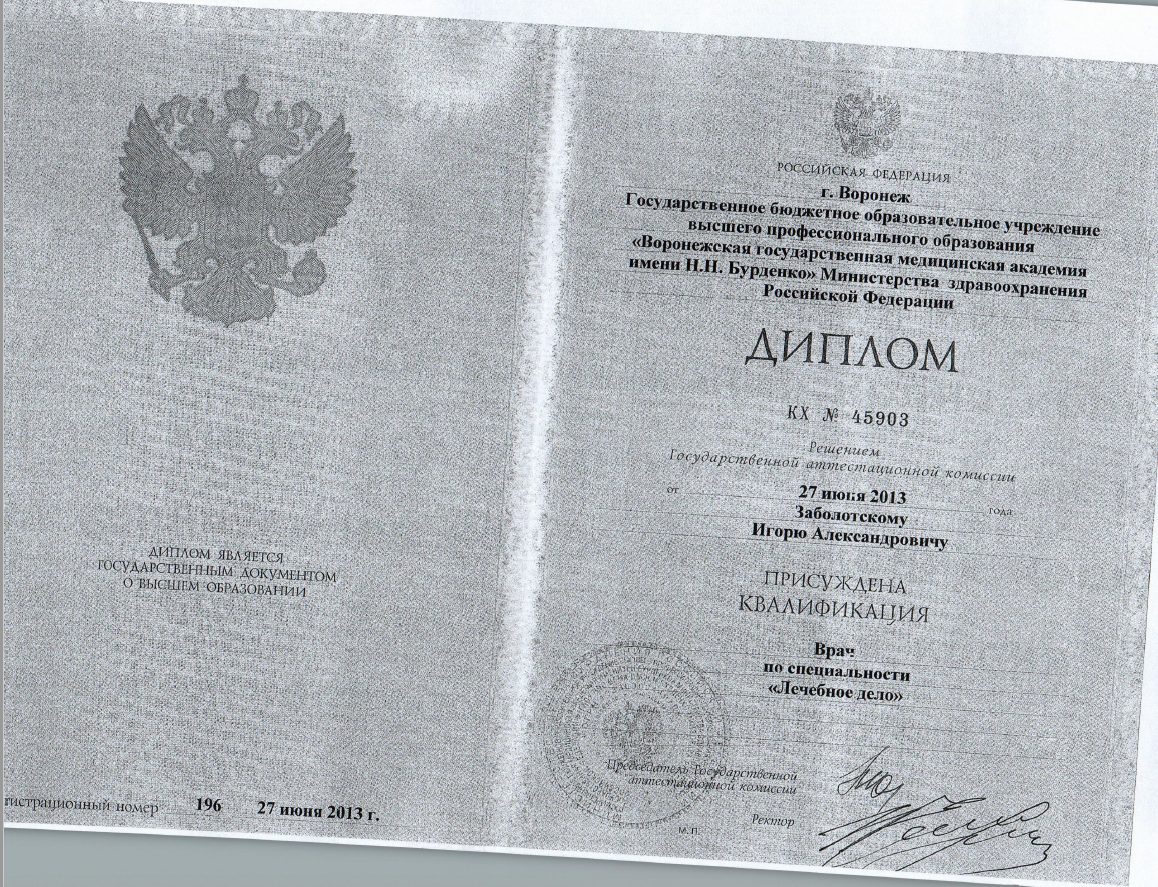 ДИПЛОМ ЯВЛЯЕТСЯ
ГОСУДАРСТВЕННЫМ ДОКУМЕНТОМ
О ВЫСШЕМ ОБРАЗОВАНИИ
гистрационный номер 196 27 июня 2013 г.
РОССИЙСКАЯ ФЕДЕРАЦИЯ
г. Воронеж
Государственное бюджетное образовательное учреждение
высшего профессионального образования
«Воронежская государственная медицинская академия
имени Н.Н. Бурденко» Министерства здравоохранения
Российской Федерации
ДИПЛОМ
КХ № 45903
Решением
Государственной аттестационной комиссии
от 27 июня 2013 года
Заболотскому
Игорю Александровичу
ПРИСУЖДЕНА
КВАЛИФИКАЦИЯ
Врач
по специальности
«Лечебное дело»
Председатель Государственной
аттестационной комиссии
Ректор
М.П.